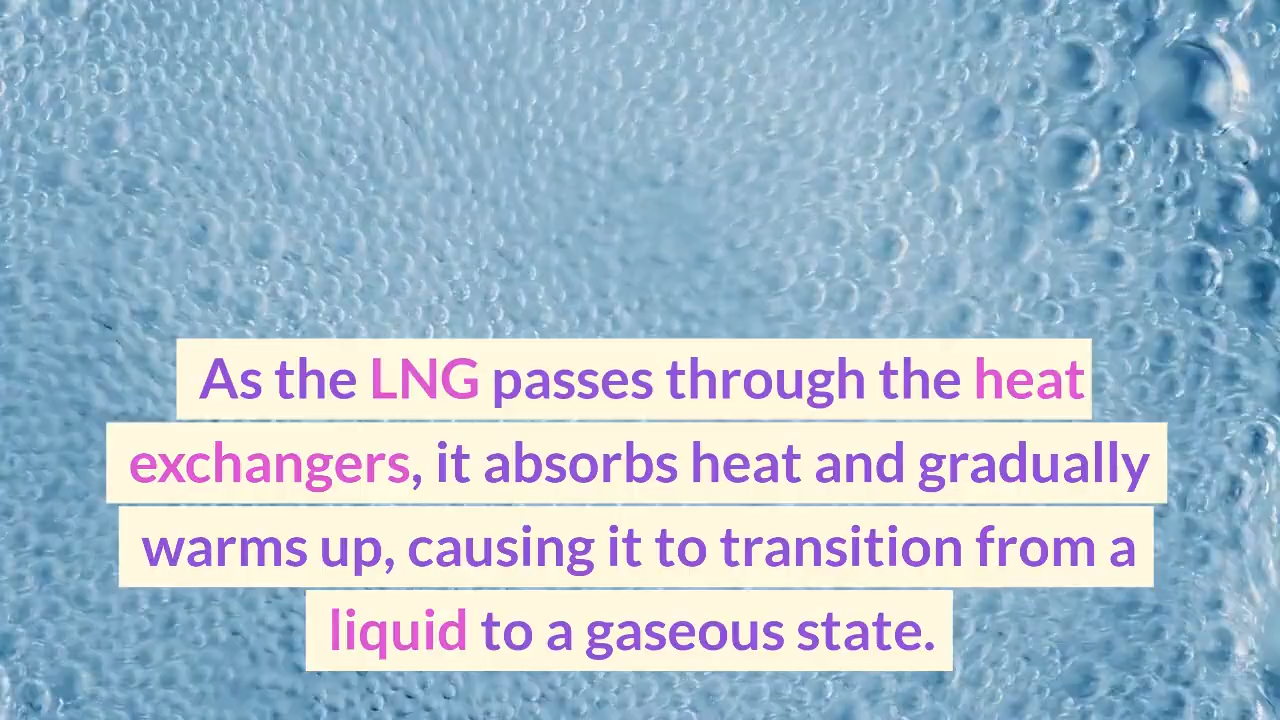 As the LNG passes through the heat
exchangers, it absorbs heat and gradually
warms up, causing it to transition from a
liquid to a gaseous state.